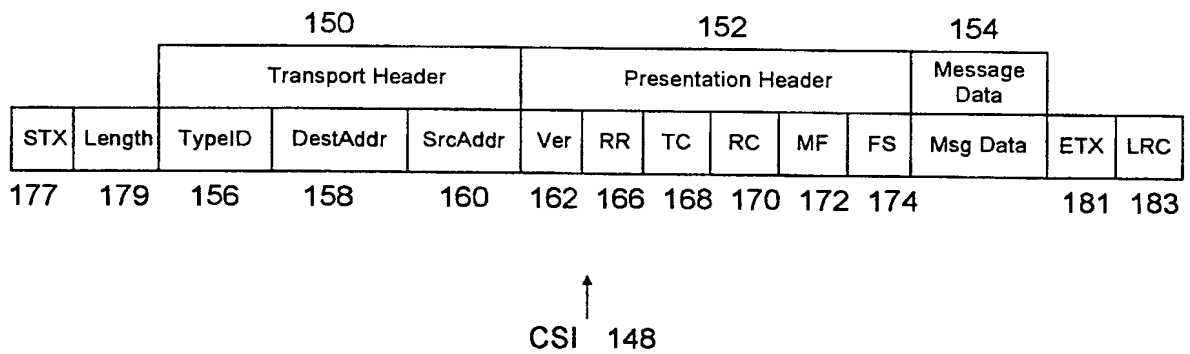 150 152 154
Transport Header Presentation Header Message Data
STX Length TypeID DestAddr SrcAddr Ver RR TC RC MF FS Msg Data ETX LRC
177 179 156 158 160 162 166 168 170 172 174 181 183
CSI 148